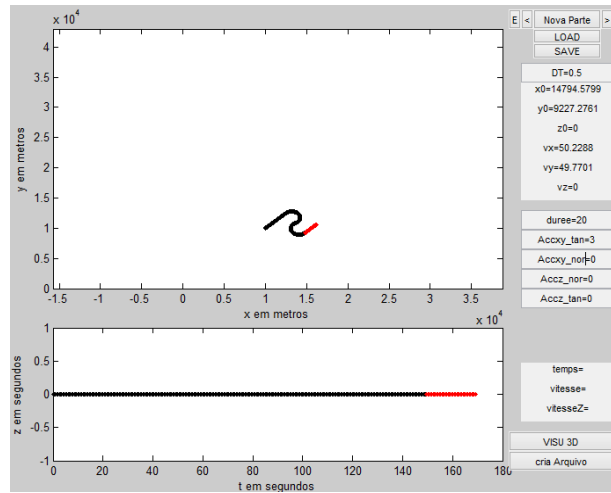 x 10^4
4
3.5
3
2.5
2
1.5
1
0.5
0
y em metros
-1.5 -1 -0.5 0 0.5 1 1.5 2 2.5 3 3.5
x em metros
x 10^4
1
0.5
0
-0.5
-1
z em segundos
0 20 40 60 80 100 120 140 160 180
t em segundos
E < Nova Parte >
LOAD
SAVE
DT=0.5
x0=14794.5799
y0=9227.2761
z0=0
vx=50.2288
vy=49.7701
vz=0
duree=20
Accxy_tan=3
Accxy_nor=0
Accz_nor=0
Accz_tan=0
temps=
vitesse=
vitesseZ=
VISU 3D
cria Arquivo